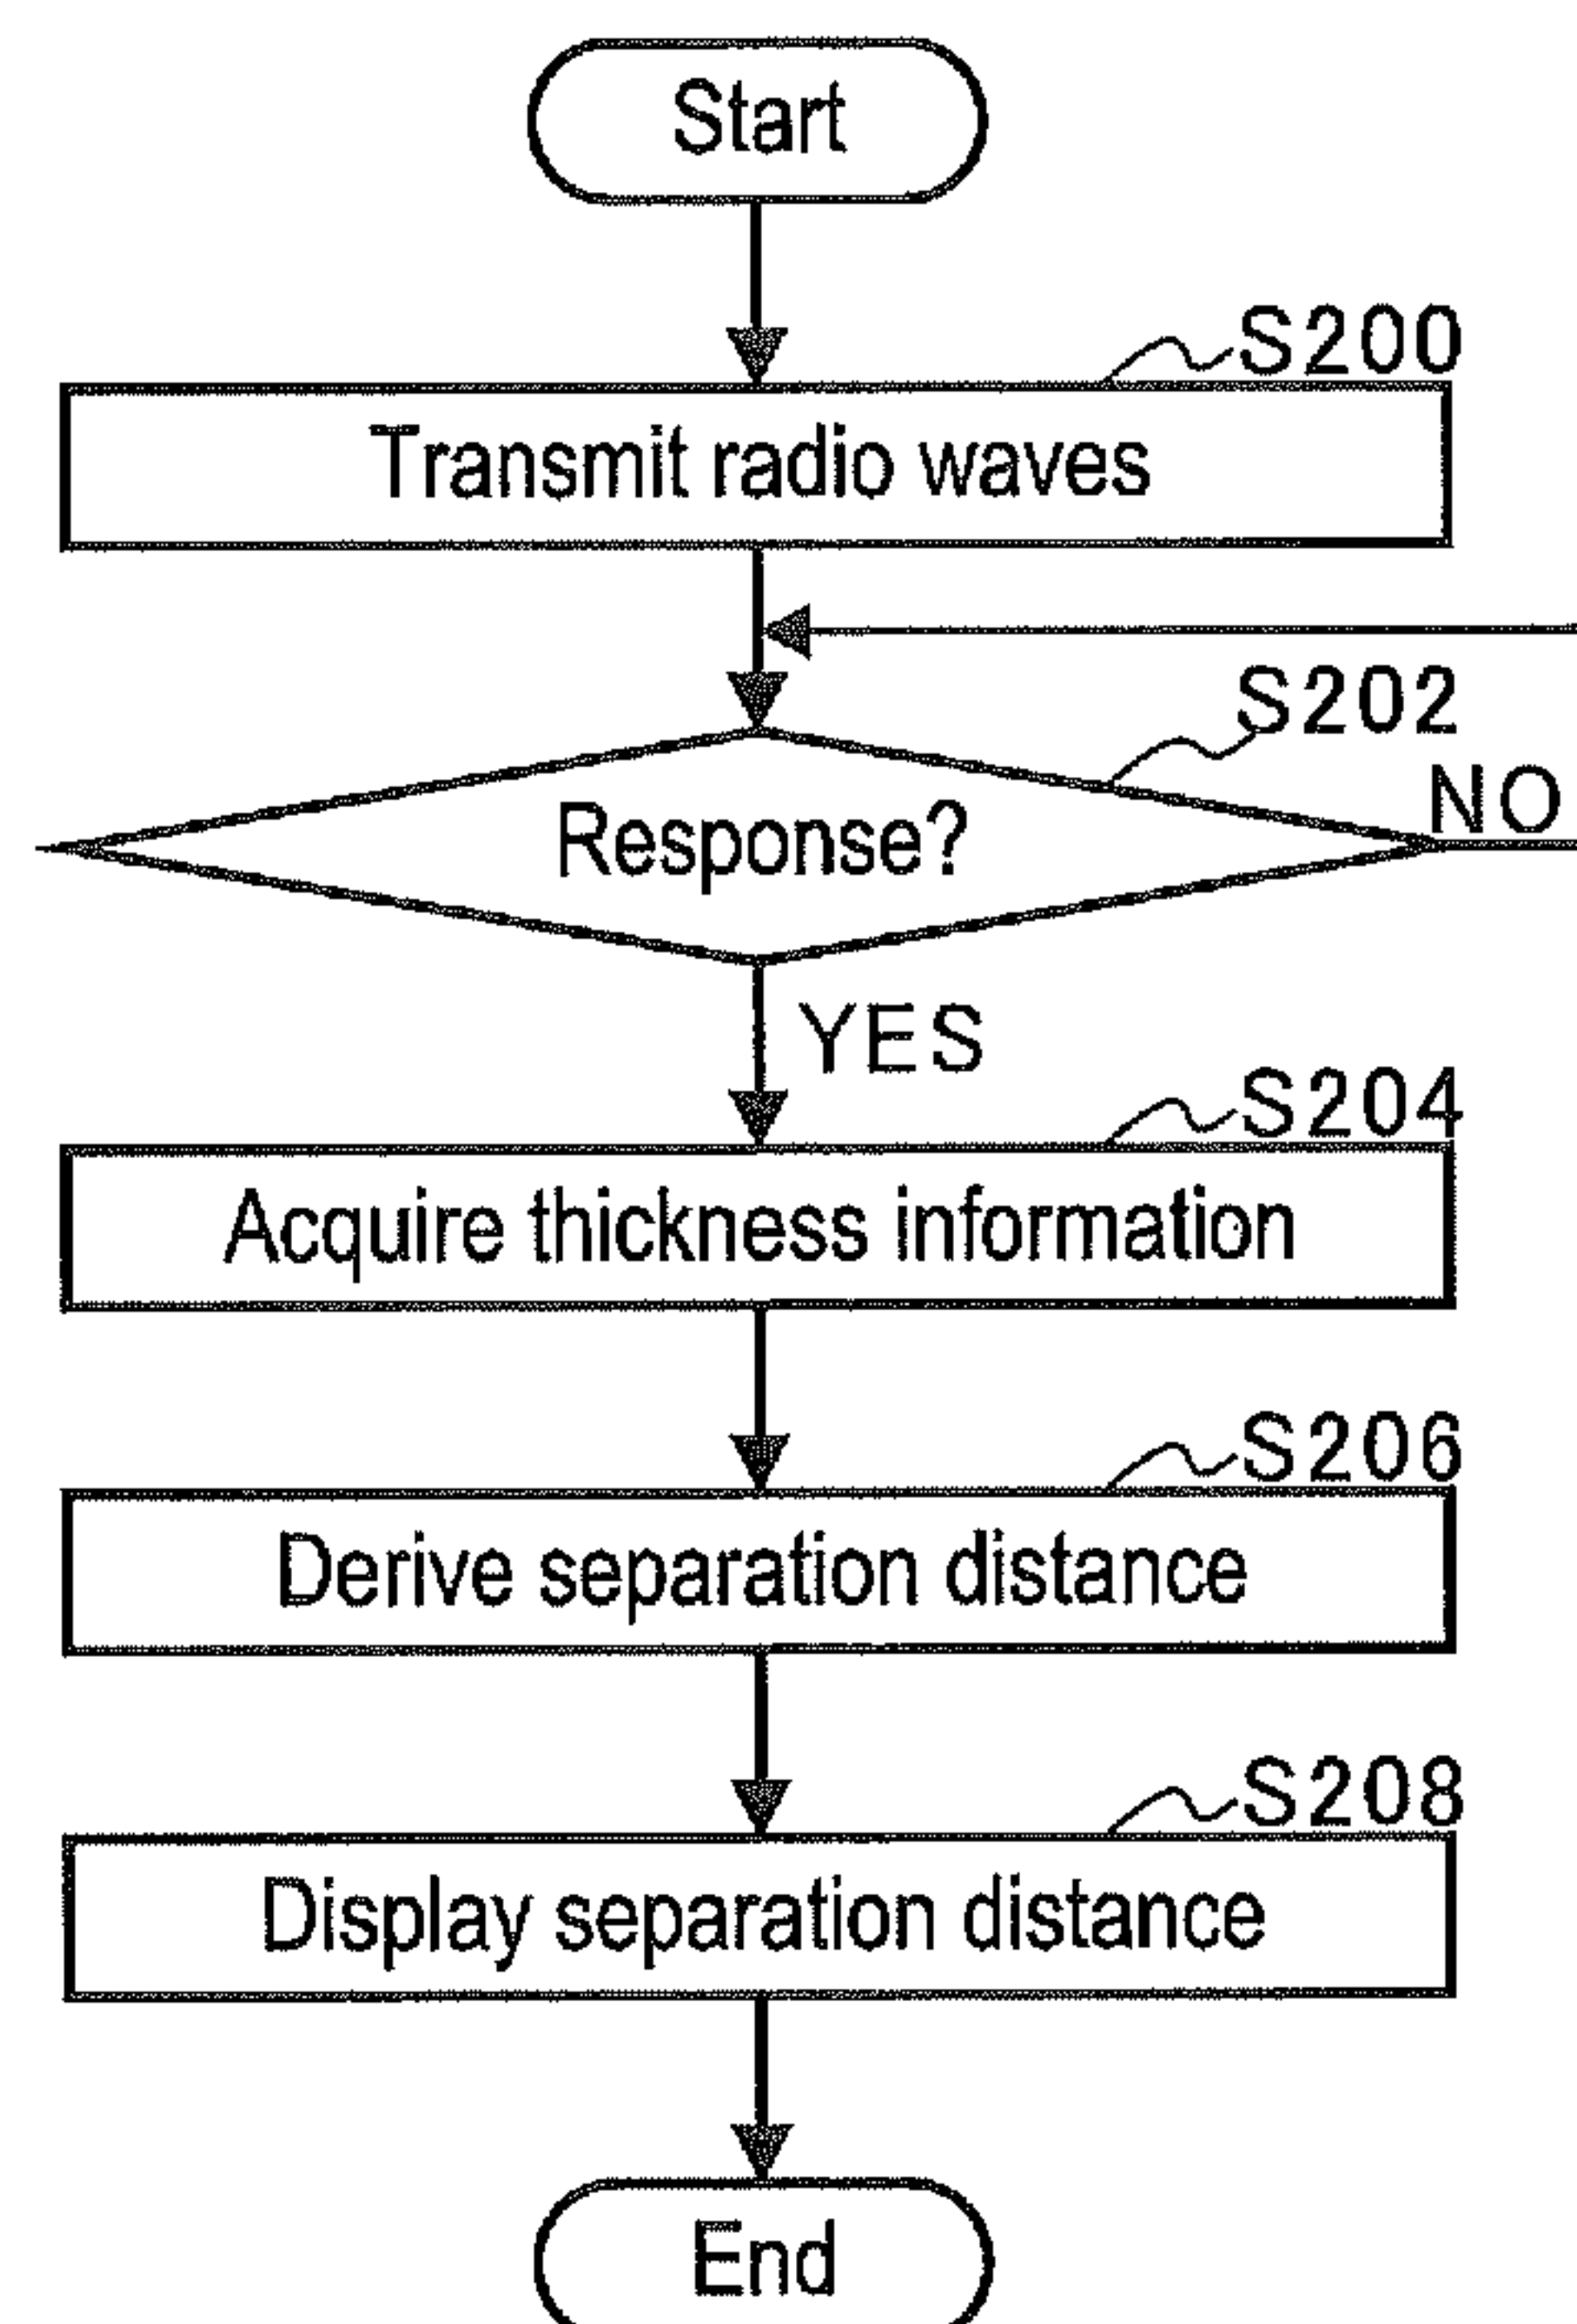 Start
S200
Transmit radio waves
S202
NO
Response?
YES
S204
Acquire thickness information
S206
Derive separation distance
S208
Display separation distance
End